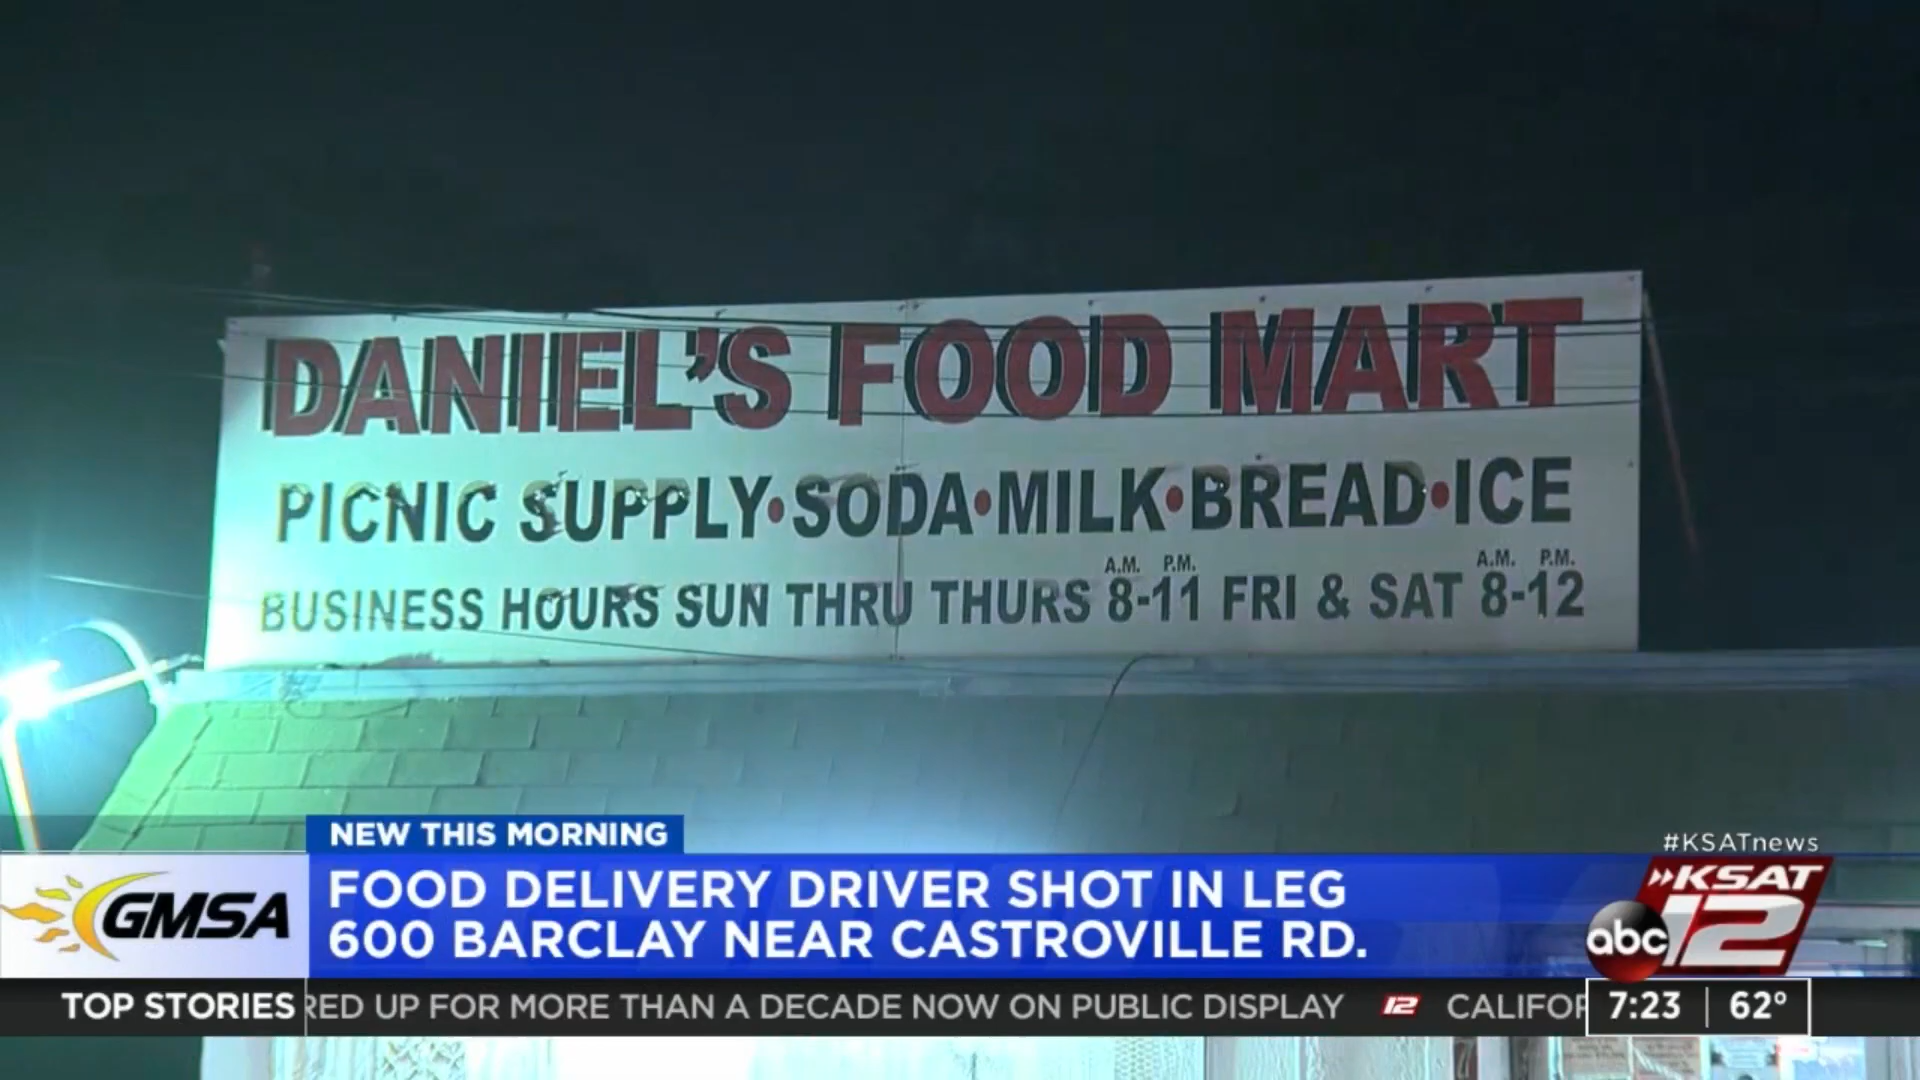 DANIEL'S FOOD MART
PICNIC SUPPLY•SODA•MILK•BREAD•ICE
A.M. P.M. A.M. P.M.
BUSINESS HOURS SUN THRU THURS 8-11 FRI & SAT 8-12
NEW THIS MORNING
#KSATnews
GMSA
FOOD DELIVERY DRIVER SHOT IN LEG
600 BARCLAY NEAR CASTROVILLE RD.
KSAT
abc 12
TOP STORIES RED UP FOR MORE THAN A DECADE NOW ON PUBLIC DISPLAY 12 CALIFOR 7:23 62°